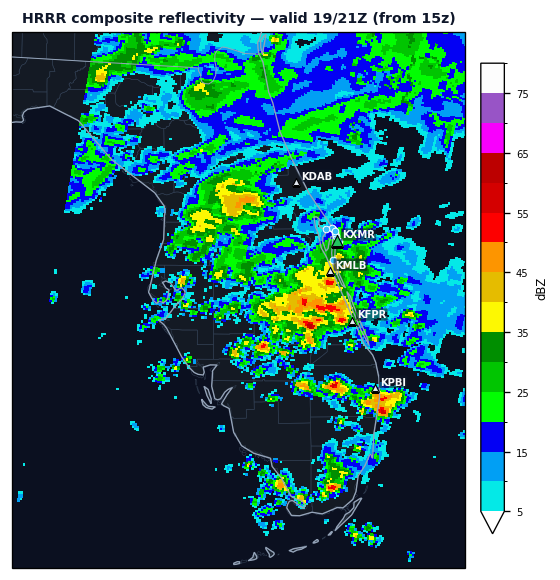 HRRR composite reflectivity — valid 19/21Z (from 15z)
KDAB
KXMR
KMLB
KFPR
KPBI
75
65
55
45
35
25
15
5
dBZ